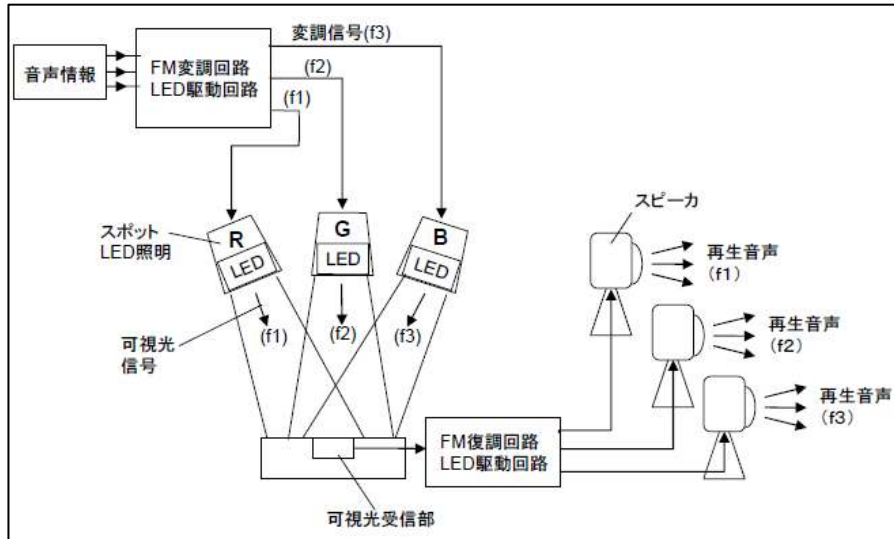 音声情報
FM変調回路
LED駆動回路
変調信号(f3)
(f2)
(f1)
スポット
LED照明
R
LED
G
LED
B
LED
可視光
信号
(f1)
(f2)
(f3)
可視光受信部
FM復調回路
LED駆動回路
スピーカ
再生音声
(f1)
再生音声
(f2)
再生音声
(f3)